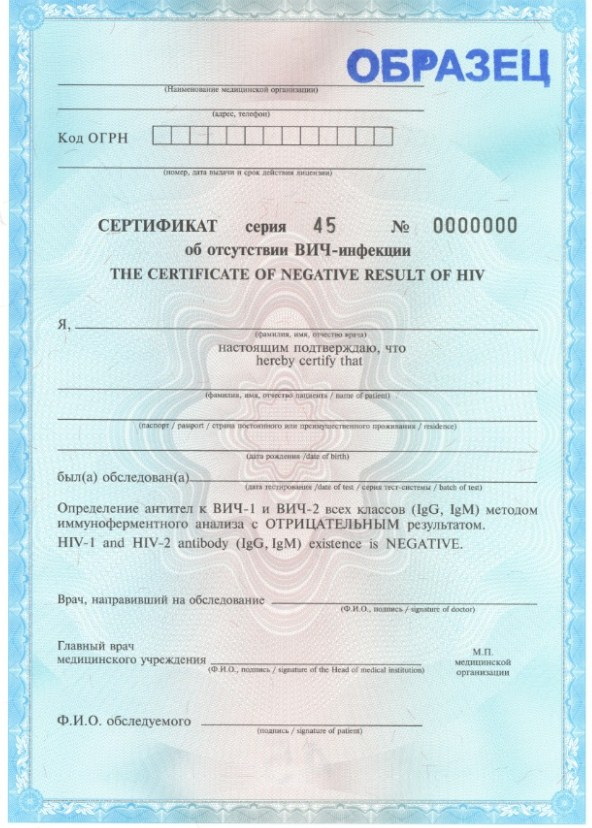 ОБРАЗЕЦ
(Наименование медицинской организации)
(адрес, телефон)
Код ОГРН
(номер, дата выдачи и срок действия лицензии)
СЕРТИФИКАТ серия 45 № 0000000
об отсутствии ВИЧ-инфекции
THE CERTIFICATE OF NEGATIVE RESULT OF HIV
Я,
(фамилия, имя, отчество врача)
настоящим подтверждаю, что
hereby certify that
(фамилия, имя, отчество пациента / name of patient)
(паспорт / passport / страна постоянного или преимущественного проживания / residence)
(дата рождения /date of birth)
был(а) обследован(а)
(дата тестирования /date of test / серия тест-системы / batch of test)
Определение антител к ВИЧ-1 и ВИЧ-2 всех классов (IgG, IgM) методом
иммуноферментного анализа с ОТРИЦАТЕЛЬНЫМ результатом.
HIV-1 and HIV-2 antibody (IgG, IgM) existence is NEGATIVE.
Врач, направивший на обследование
(Ф.И.О., подпись / signature of doctor)
Главный врач
медицинского учреждения
(Ф.И.О., подпись / signature of the Head of medical institution)
М.П.
медицинской
организации
Ф.И.О. обследуемого
(подпись / signature of patient)